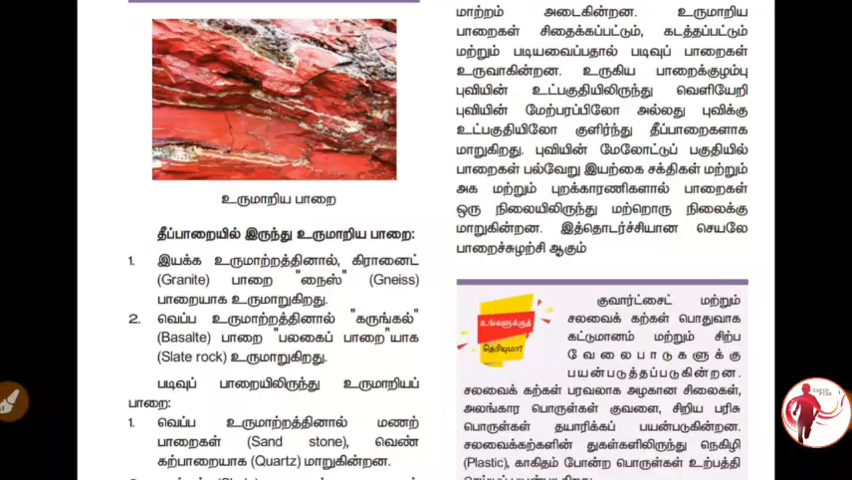 உருமாறிய பாறை
தீப்பாறையில் இருந்து உருமாறிய பாறை:
1. இயக்க உருமாற்றத்தினால், கிரானைட்
(Granite) பாறை "நைஸ்" (Gneiss)
பாறையாக உருமாறுகிறது.
2. வெப்ப உருமாற்றத்தினால் "கருங்கல்"
(Basalte) பாறை "பலகைப் பாறை"யாக
(Slate rock) உருமாறுகிறது.
படிவுப் பாறையிலிருந்து உருமாறியப்
பாறை:
1. வெப்ப உருமாற்றத்தினால் மணற்
பாறைகள் (Sand stone), வெண்
கற்பாறையாக (Quartz) மாறுகின்றன.
மாற்றம் அடைகின்றன. உருமாறிய
பாறைகள் சிதைக்கப்பட்டும், கடத்தப்பட்டும்
மற்றும் படியவைப்பதால் படிவுப் பாறைகள்
உருவாகின்றன. உருகிய பாறைக்குழம்பு
புவியின் உட்பகுதியிலிருந்து வெளியேறி
புவியின் மேற்பரப்பிலோ அல்லது புவிக்கு
உட்பகுதியிலோ குளிர்ந்து தீப்பாறைகளாக
மாறுகிறது. புவியின் மேலோட்டுப் பகுதியில்
பாறைகள் பல்வேறு இயற்கை சக்திகள் மற்றும்
அக மற்றும் புறக்காரணிகளால் பாறைகள்
ஒரு நிலையிலிருந்து மற்றொரு நிலைக்கு
மாறுகின்றன. இத்தொடர்ச்சியான செயலே
பாறைச்சுழற்சி ஆகும்
உங்களுக்குத்
தெரியுமா?
குவார்ட்சைட் மற்றும்
சலவைக் கற்கள் பொதுவாக
கட்டுமானம் மற்றும் சிற்ப
வேலைபாடுகளுக்கு
பயன்படுத்தப்படுகின்றன.
சலவைக் கற்கள் பரவலாக அழகான சிலைகள்,
அலங்கார பொருள்கள் குவளை, சிறிய பரிசு
பொருள்கள் தயாரிக்கப் பயன்படுகின்றன.
சலவைக்கற்களின் துகள்களிலிருந்து நெகிழி
(Plastic), காகிதம் போன்ற பொருள்கள் உற்பத்தி